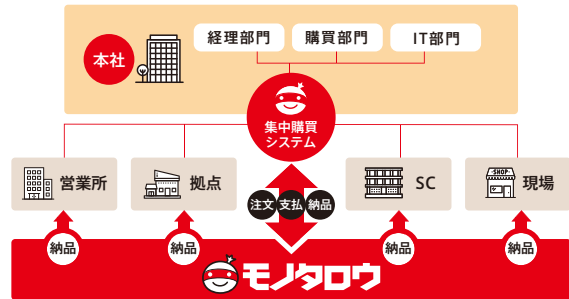 本社
経理部門
購買部門
IT部門
集中購買
システム
営業所
拠点
SC
SHOP
現場
注文
支払
納品
納品
納品
納品
納品
モノタロウ